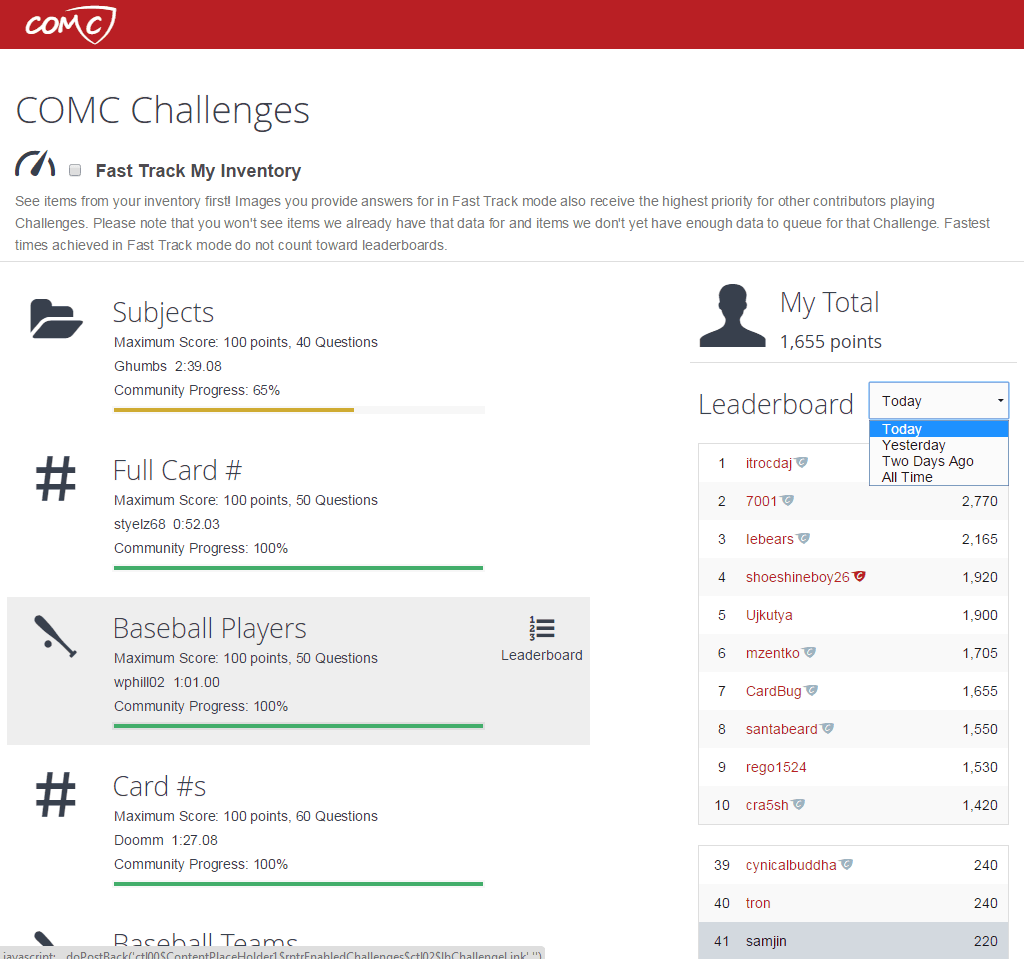 COMC
COMC Challenges
Fast Track My Inventory
See items from your inventory first! Images you provide answers for in Fast Track mode also receive the highest priority for other contributors playing
Challenges. Please note that you won't see items we already have that data for and items we don't yet have enough data to queue for that Challenge. Fastest
times achieved in Fast Track mode do not count toward leaderboards.
Subjects
Maximum Score: 100 points, 40 Questions
Ghumbs 2:39.08
Community Progress: 65%
Full Card #
Maximum Score: 100 points, 50 Questions
styelz68 0:52.03
Community Progress: 100%
Baseball Players
Maximum Score: 100 points, 50 Questions
wphill02 1:01.00
Community Progress: 100%
1
2
3
Leaderboard
Card #s
Maximum Score: 100 points, 60 Questions
Doomm 1:27.08
Community Progress: 100%
Baseball Teams
javascript:__doPostBack('ctl00$ContentPlaceHolder1$rptrEnabledChallenges$ctl02$lbChallengeLink','')
My Total
1,655 points
Leaderboard
Today
Today
Yesterday
Two Days Ago
All Time
1 itrocdaj
2 7001 2,770
3 lebears 2,165
4 shoeshineboy26 1,920
5 Ujkutya 1,900
6 mzentko 1,705
7 CardBug 1,655
8 santabeard 1,550
9 rego1524 1,530
10 cra5sh 1,420
39 cynicalbuddha 240
40 tron 240
41 samjin 220